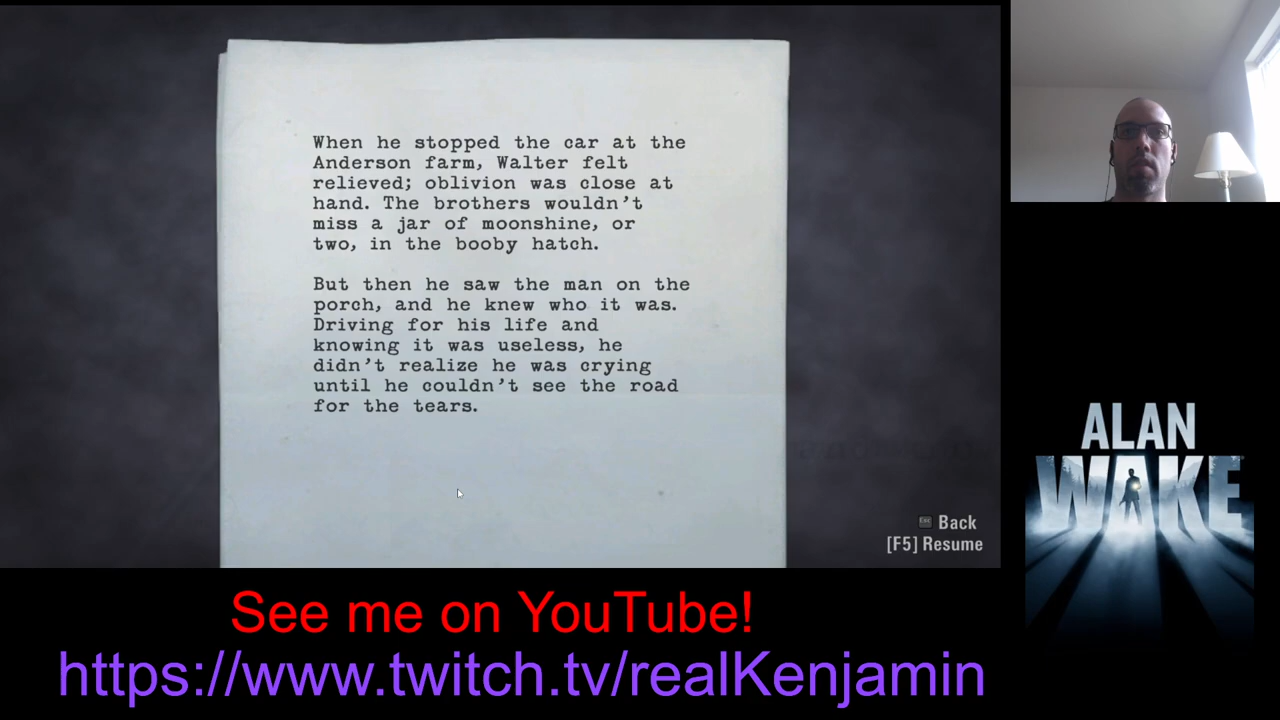 When he stopped the car at the
Anderson farm, Walter felt
relieved; oblivion was close at
hand. The brothers wouldn't
miss a jar of moonshine, or
two, in the booby hatch.
But then he saw the man on the
porch, and he knew who it was.
Driving for his life and
knowing it was useless, he
didn't realize he was crying
until he couldn't see the road
for the tears.
Esc Back
[F5] Resume
ALAN
WAKE
See me on YouTube!
https://www.twitch.tv/realKenjamin